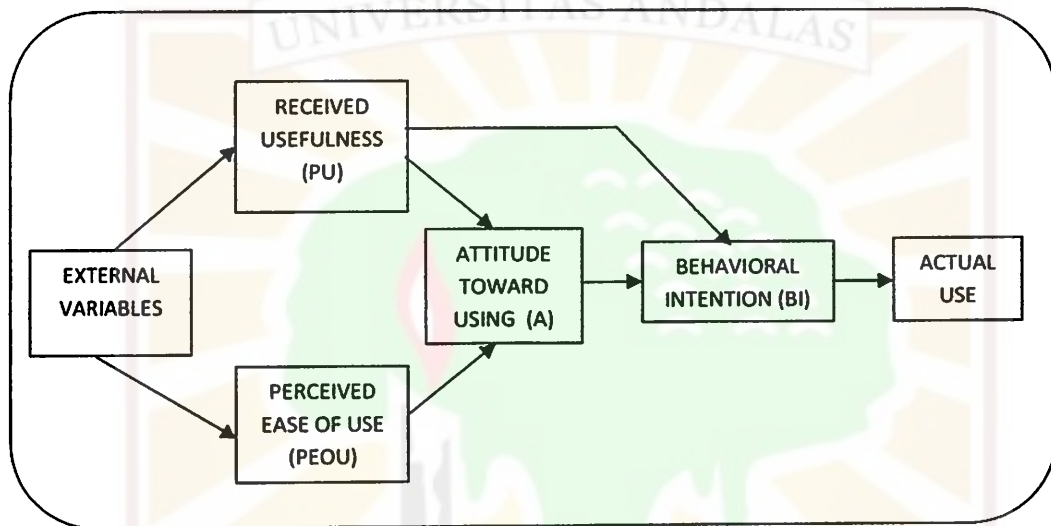 UNIVERSITAS ANDALAS
RECEIVED
USEFULNESS
(PU)
EXTERNAL
VARIABLES
ATTITUDE
TOWARD
USING (A)
BEHAVIORAL
INTENTION (BI)
ACTUAL
USE
PERCEIVED
EASE OF USE
(PEOU)